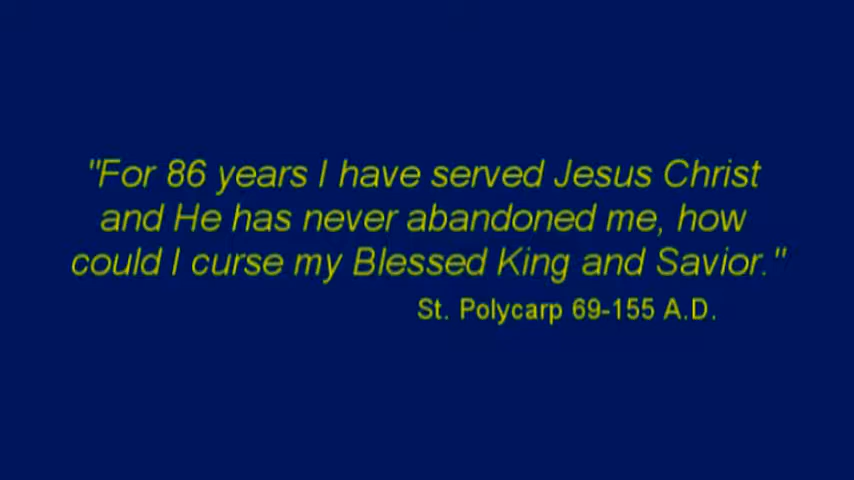 "For 86 years I have served Jesus Christ
and He has never abandoned me, how
could I curse my Blessed King and Savior."
St. Polycarp 69-155 A.D.